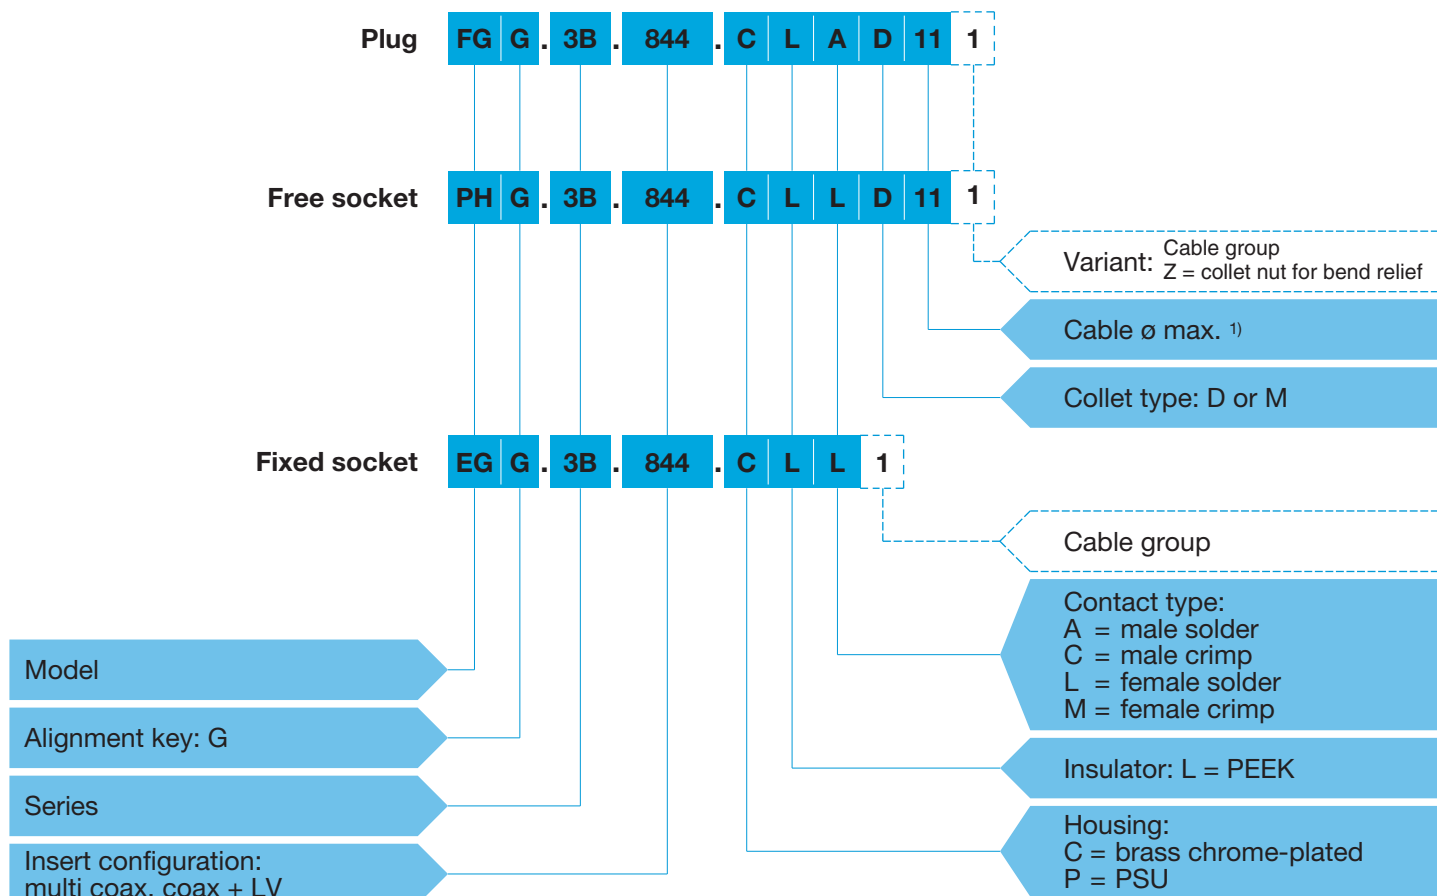 Plug FG G . 3B . 844 . C L A D 11 1
Free socket PH G . 3B . 844 . C L L D 11 1
Variant: Cable group
Z = collet nut for bend relief
Cable ø max. 1)
Collet type: D or M
Fixed socket EG G . 3B . 844 . C L L 1
Cable group
Contact type:
A = male solder
C = male crimp
L = female solder
M = female crimp
Model
Alignment key: G
Insulator: L = PEEK
Series
Housing:
C = brass chrome-plated
P = PSU
Insert configuration:
multi coax, coax + LV